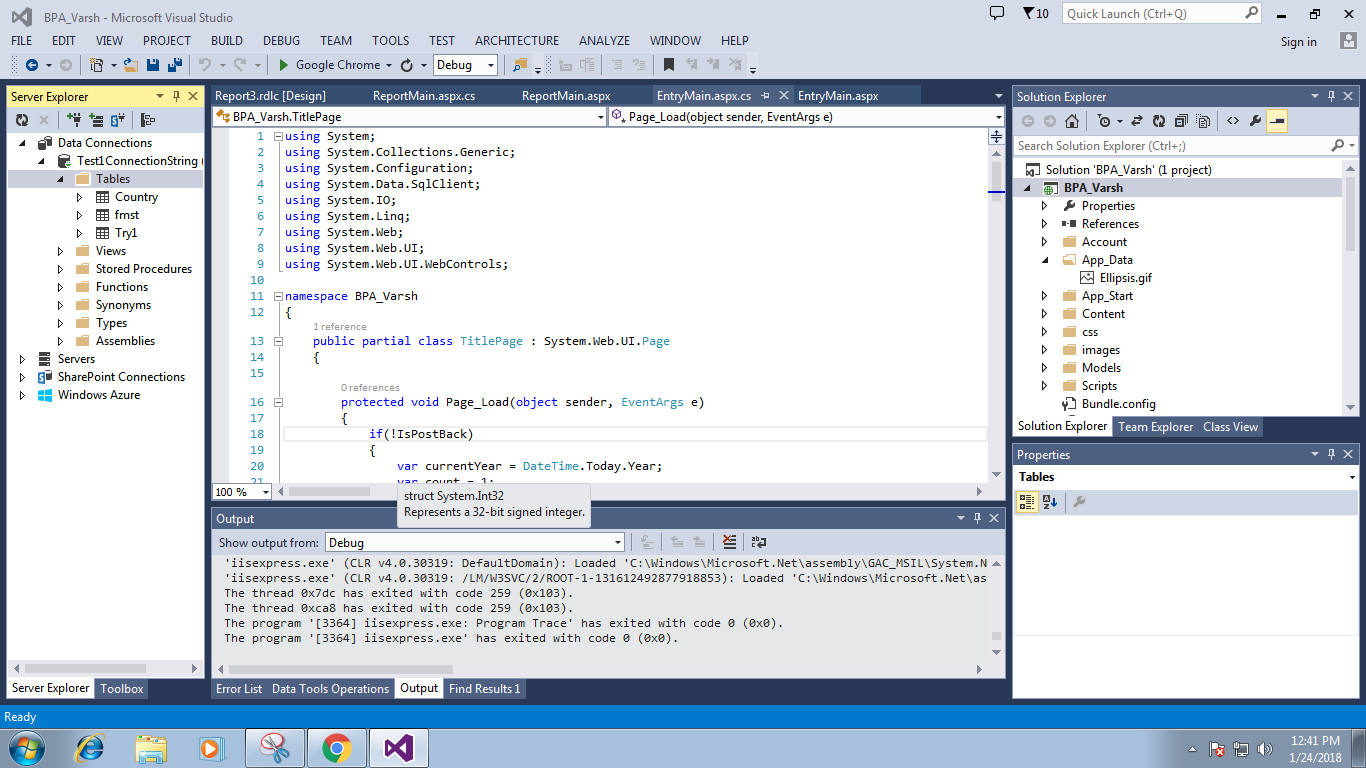 BPA_Varsh - Microsoft Visual Studio
10
Quick Launch (Ctrl+Q)
FILE EDIT VIEW PROJECT BUILD DEBUG TEAM TOOLS TEST ARCHITECTURE ANALYZE WINDOW HELP
Sign in
Google Chrome
Debug
Server Explorer
Data Connections
Test1ConnectionString (
Tables
Country
fmst
Try1
Views
Stored Procedures
Functions
Synonyms
Types
Assemblies
Servers
SharePoint Connections
Windows Azure
Server Explorer Toolbox
Report3.rdlc [Design] ReportMain.aspx.cs ReportMain.aspx EntryMain.aspx.cs EntryMain.aspx
BPA_Varsh.TitlePage
Page_Load(object sender, EventArgs e)
1 using System;
2 using System.Collections.Generic;
3 using System.Configuration;
4 using System.Data.SqlClient;
5 using System.IO;
6 using System.Linq;
7 using System.Web;
8 using System.Web.UI;
9 using System.Web.UI.WebControls;
10
11 namespace BPA_Varsh
12 {
1 reference
13 public partial class TitlePage : System.Web.UI.Page
14 {
15
0 references
16 protected void Page_Load(object sender, EventArgs e)
17 {
18 if(!IsPostBack)
19 {
20 var currentYear = DateTime.Today.Year;
21 var count = 1;
100 %
struct System.Int32
Represents a 32-bit signed integer.
Output
Show output from: Debug
'iisexpress.exe' (CLR v4.0.30319: DefaultDomain): Loaded 'C:\Windows\Microsoft.Net\assembly\GAC_MSIL\System.N
'iisexpress.exe' (CLR v4.0.30319: /LM/W3SVC/2/ROOT-1-131612492877918853): Loaded 'C:\Windows\Microsoft.Net\as
The thread 0x7dc has exited with code 259 (0x103).
The thread 0xca8 has exited with code 259 (0x103).
The program '[3364] iisexpress.exe: Program Trace' has exited with code 0 (0x0).
The program '[3364] iisexpress.exe' has exited with code 0 (0x0).
Error List Data Tools Operations Output Find Results 1
Solution Explorer
Search Solution Explorer (Ctrl+;)
Solution 'BPA_Varsh' (1 project)
BPA_Varsh
Properties
References
Account
App_Data
Ellipsis.gif
App_Start
Content
css
images
Models
Scripts
Bundle.config
Solution Explorer Team Explorer Class View
Properties
Tables
Ready
12:41 PM
1/24/2018